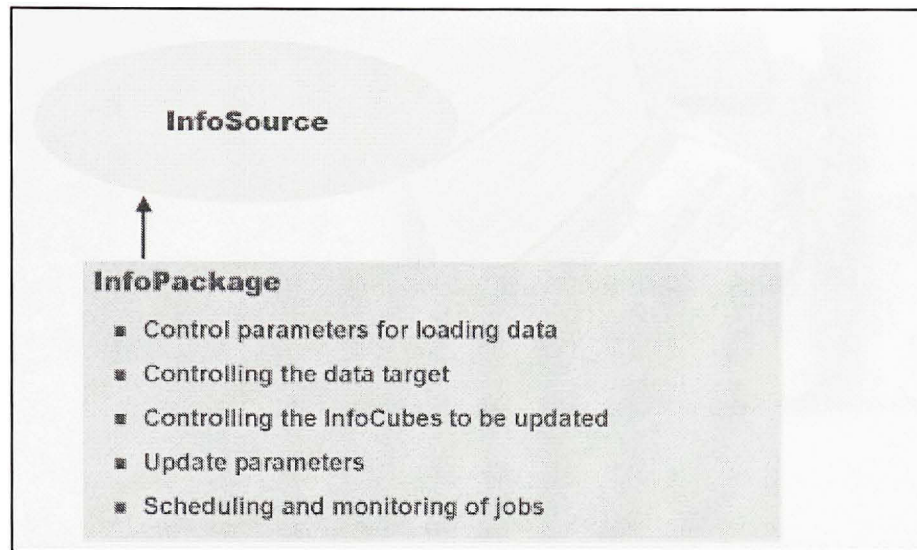 InfoSource
InfoPackage
■ Control parameters for loading data
■ Controlling the data target
■ Controlling the InfoCubes to be updated
■ Update parameters
■ Scheduling and monitoring of jobs